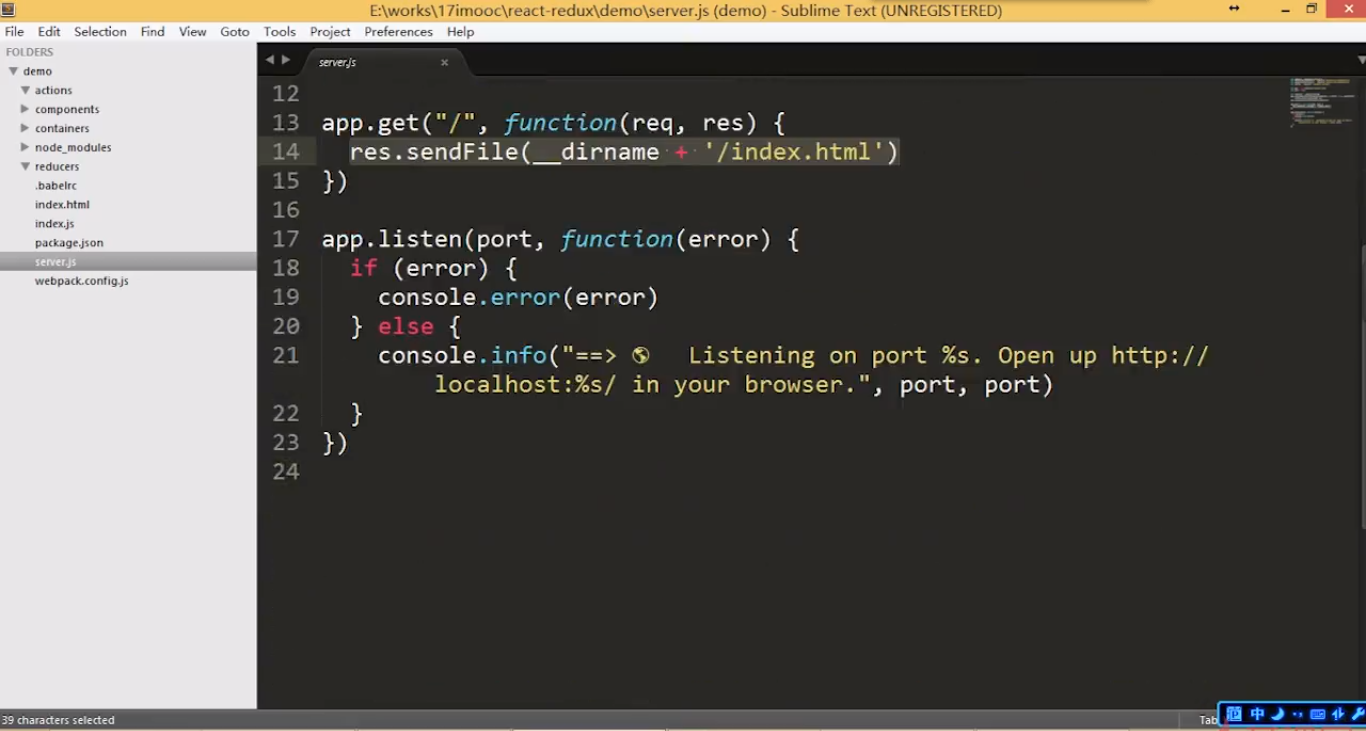 E:\works\17imooc\react-redux\demo\server.js (demo) - Sublime Text (UNREGISTERED)
File Edit Selection Find View Goto Tools Project Preferences Help
FOLDERS
demo
actions
components
containers
node_modules
reducers
.babelrc
index.html
index.js
package.json
server.js
webpack.config.js
server.js
12
13 app.get("/", function(req, res) {
14 res.sendFile(__dirname + '/index.html')
15 })
16
17 app.listen(port, function(error) {
18 if (error) {
19 console.error(error)
20 } else {
21 console.info("==> 🌎 Listening on port %s. Open up http://
localhost:%s/ in your browser.", port, port)
22 }
23 })
24
39 characters selected
Tab
中